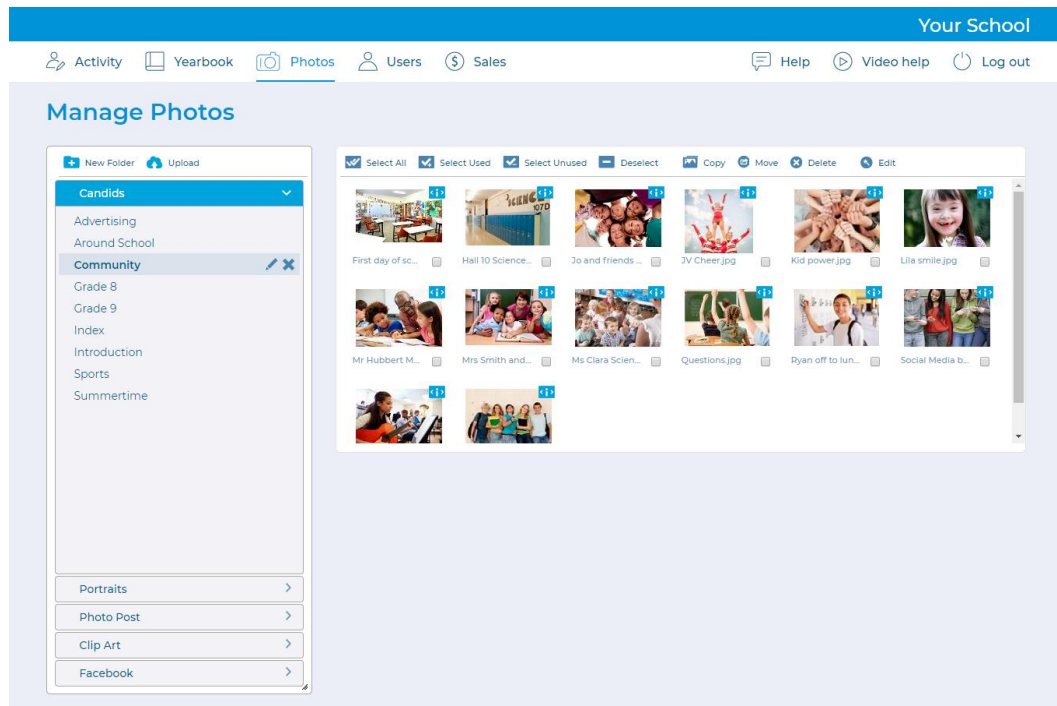 Your School
Activity Yearbook Photos Users Sales Help Video help Log out
Manage Photos
New Folder Upload
Candids
Advertising
Around School
Community
Grade 8
Grade 9
Index
Introduction
Sports
Summertime
Portraits
Photo Post
Clip Art
Facebook
Select All Select Used Select Unused Deselect Copy Move Delete Edit
SCIENCE
107D
First day of sc... Hall 10 Science... Jo and friends ... JV Cheer.jpg Kid power.jpg Lila smile.jpg
Mr Hubbert M... Mrs Smith and... Ms Clara Scien... Questions.jpg Ryan off to lun... Social Media b...